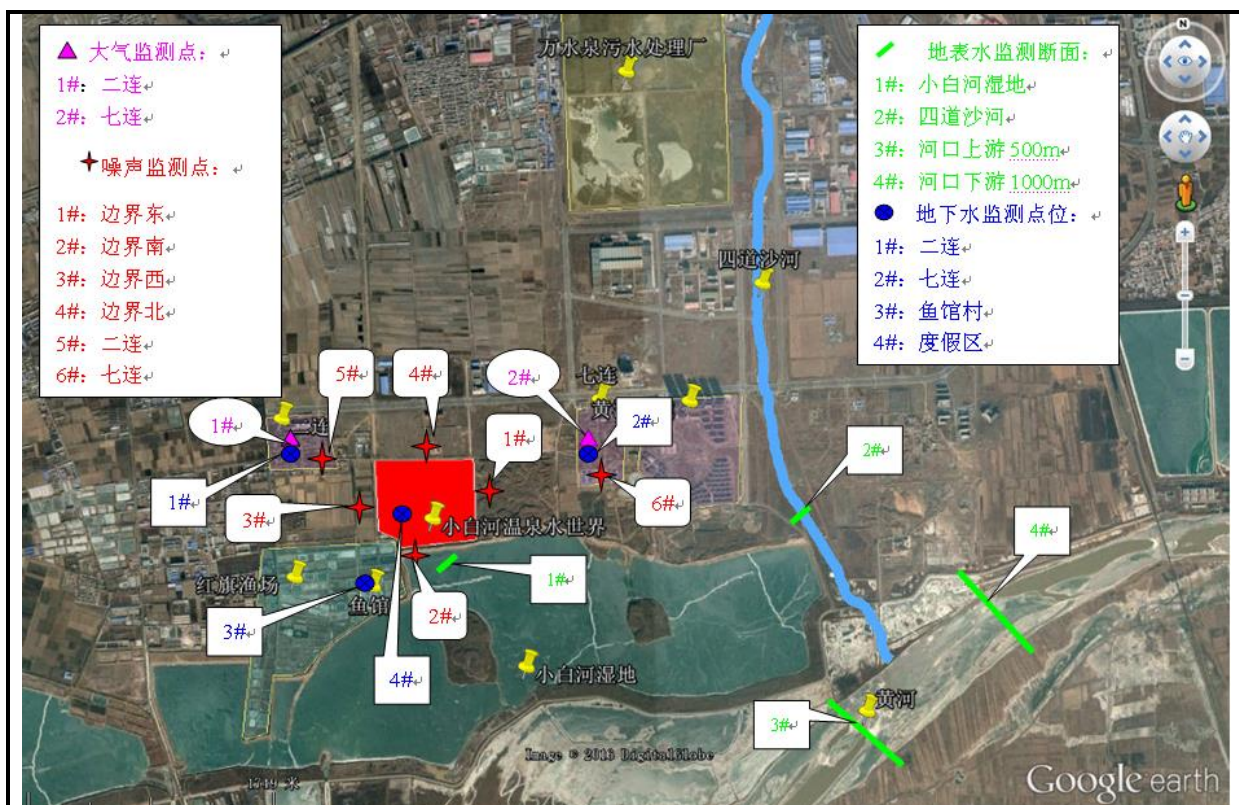 大气监测点：
1#：二连
2#：七连
噪声监测点：
1#：边界东
2#：边界南
3#：边界西
4#：边界北
5#：二连
6#：七连
地表水监测断面：
1#：小白河湿地
2#：四道沙河
3#：河口上游500m
4#：河口下游1000m
地下水监测点位：
1#：二连
2#：七连
3#：鱼馆村
4#：度假区
N
万水泉污水处理厂
四道沙河
5#
4#
2#
七连
黄
1#
二连
1#
2#
2#
1#
3#
6#
小白河温泉水世界
4#
1#
红旗渔场
鱼馆
2#
3#
4#
小白河湿地
黄河
3#
Image © 2013 DigitalGlobe
1749 米
Google earth